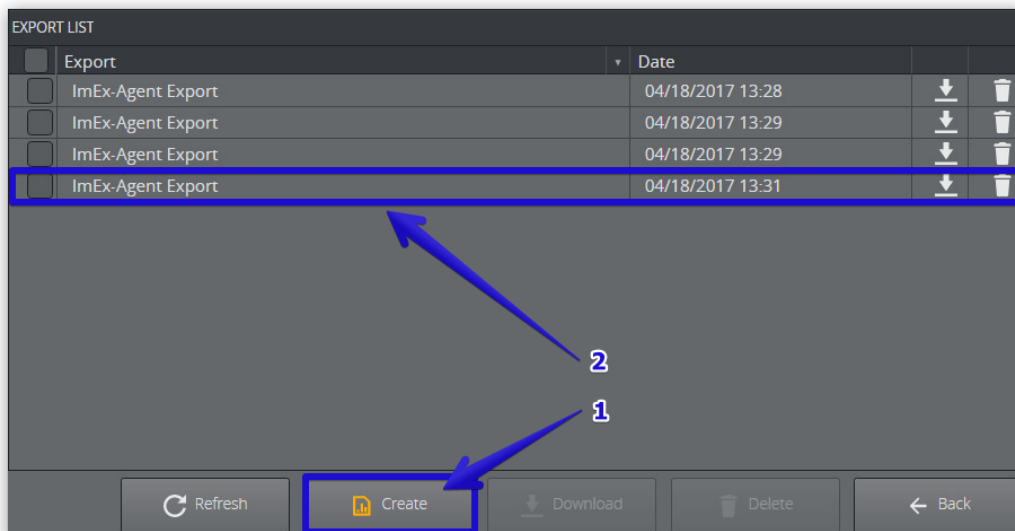 EXPORT LIST
Export Date
ImEx-Agent Export 04/18/2017 13:28
ImEx-Agent Export 04/18/2017 13:29
ImEx-Agent Export 04/18/2017 13:29
ImEx-Agent Export 04/18/2017 13:31
2
1
Refresh Create Download Delete Back